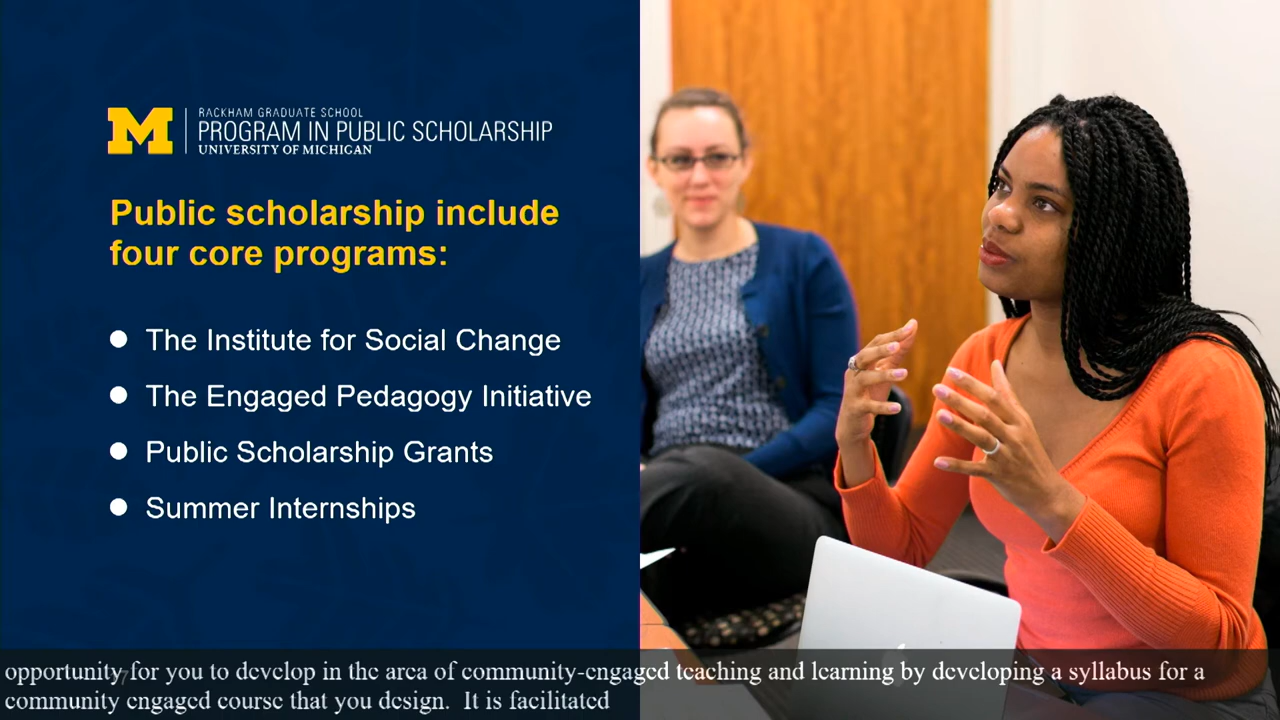 M
RACKHAM GRADUATE SCHOOL
PROGRAM IN PUBLIC SCHOLARSHIP
UNIVERSITY OF MICHIGAN
Public scholarship include
four core programs:
The Institute for Social Change
The Engaged Pedagogy Initiative
Public Scholarship Grants
Summer Internships
opportunity for you to develop in the area of community-engaged teaching and learning by developing a syllabus for a
community engaged course that you design. It is facilitated